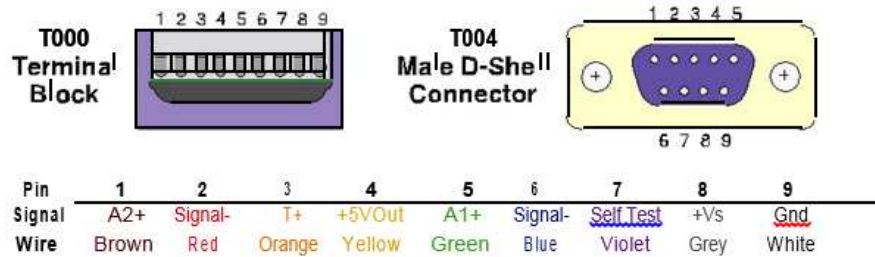 1 2 3 4 5 6 7 8 9
T000
Terminal
Block
T004
Male D-Shell
Connector
1 2 3 4 5
6 7 8 9
Pin 1 2 3 4 5 6 7 8 9
Signal A2+ Signal- T+ +5VOut A1+ Signal- Self Test +Vs Gnd
Wire Brown Red Orange Yellow Green Blue Violet Grey White